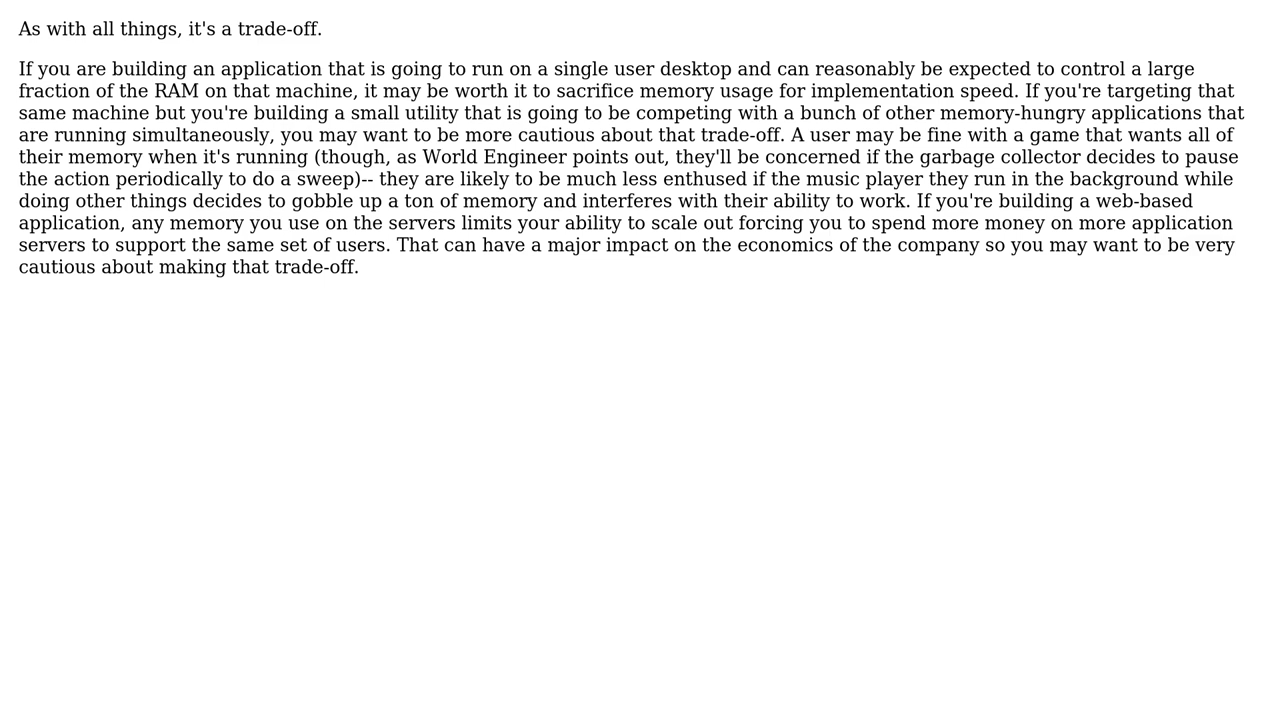 As with all things, it's a trade-off.
If you are building an application that is going to run on a single user desktop and can reasonably be expected to control a large
fraction of the RAM on that machine, it may be worth it to sacrifice memory usage for implementation speed. If you're targeting that
same machine but you're building a small utility that is going to be competing with a bunch of other memory-hungry applications that
are running simultaneously, you may want to be more cautious about that trade-off. A user may be fine with a game that wants all of
their memory when it's running (though, as World Engineer points out, they'll be concerned if the garbage collector decides to pause
the action periodically to do a sweep)-- they are likely to be much less enthused if the music player they run in the background while
doing other things decides to gobble up a ton of memory and interferes with their ability to work. If you're building a web-based
application, any memory you use on the servers limits your ability to scale out forcing you to spend more money on more application
servers to support the same set of users. That can have a major impact on the economics of the company so you may want to be very
cautious about making that trade-off.